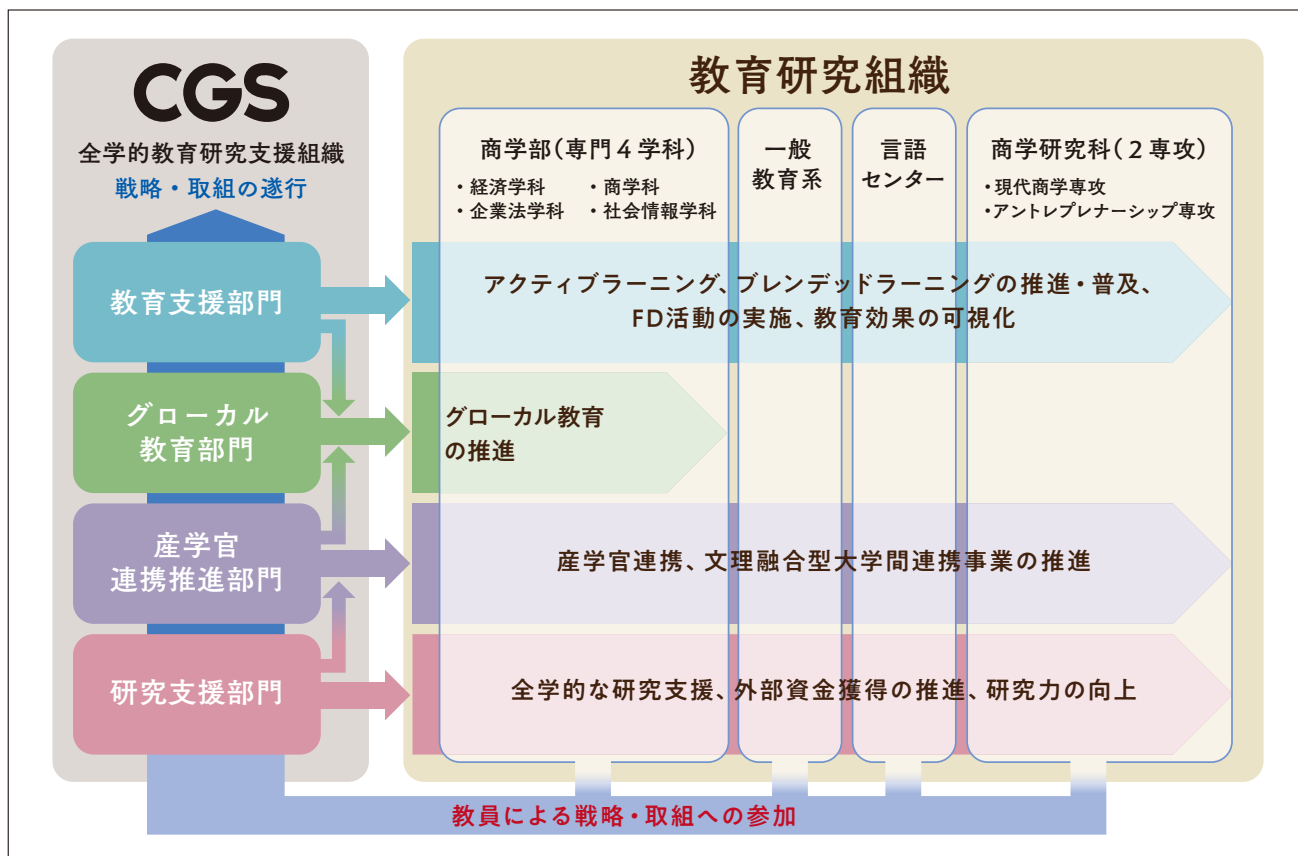 CGS
全学的教育研究支援組織
戦略・取組の遂行
教育支援部門
グローカル
教育部門
産学官
連携推進部門
研究支援部門
教育研究組織
商学部(専門4学科)
・経済学科 ・商学科
・企業法学科 ・社会情報学科
一般
教育系
言語
センター
商学研究科(2専攻)
・現代商学専攻
・アントレプレナーシップ専攻
アクティブラーニング、ブレンデッドラーニングの推進・普及、
FD活動の実施、教育効果の可視化
グローカル教育
の推進
産学官連携、文理融合型大学間連携事業の推進
全学的な研究支援、外部資金獲得の推進、研究力の向上
教員による戦略・取組への参加